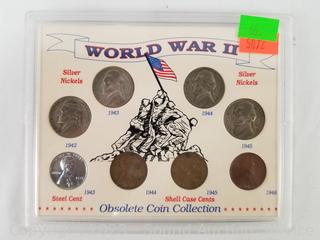 WORLD WAR II
Silver
Nickels
Silver
Nickels
1943
1944
1942
1945
1943
1944
1945
1946
Steel Cent
Shell Case Cents
Obsolete Coin Collection